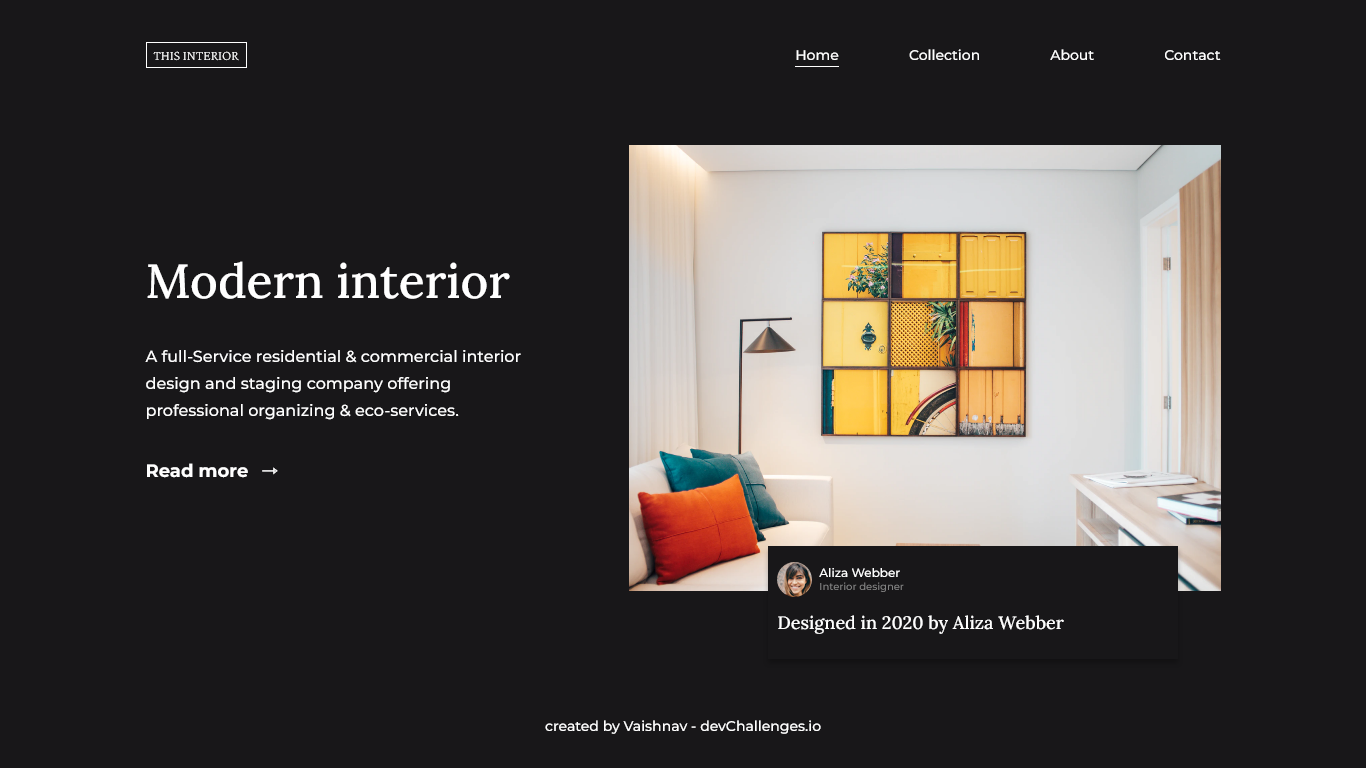 THIS INTERIOR
Home
Collection
About
Contact
Modern interior
A full-Service residential & commercial interior
design and staging company offering
professional organizing & eco-services.
Read more
Aliza Webber
Interior designer
Designed in 2020 by Aliza Webber
created by Vaishnav - devChallenges.io